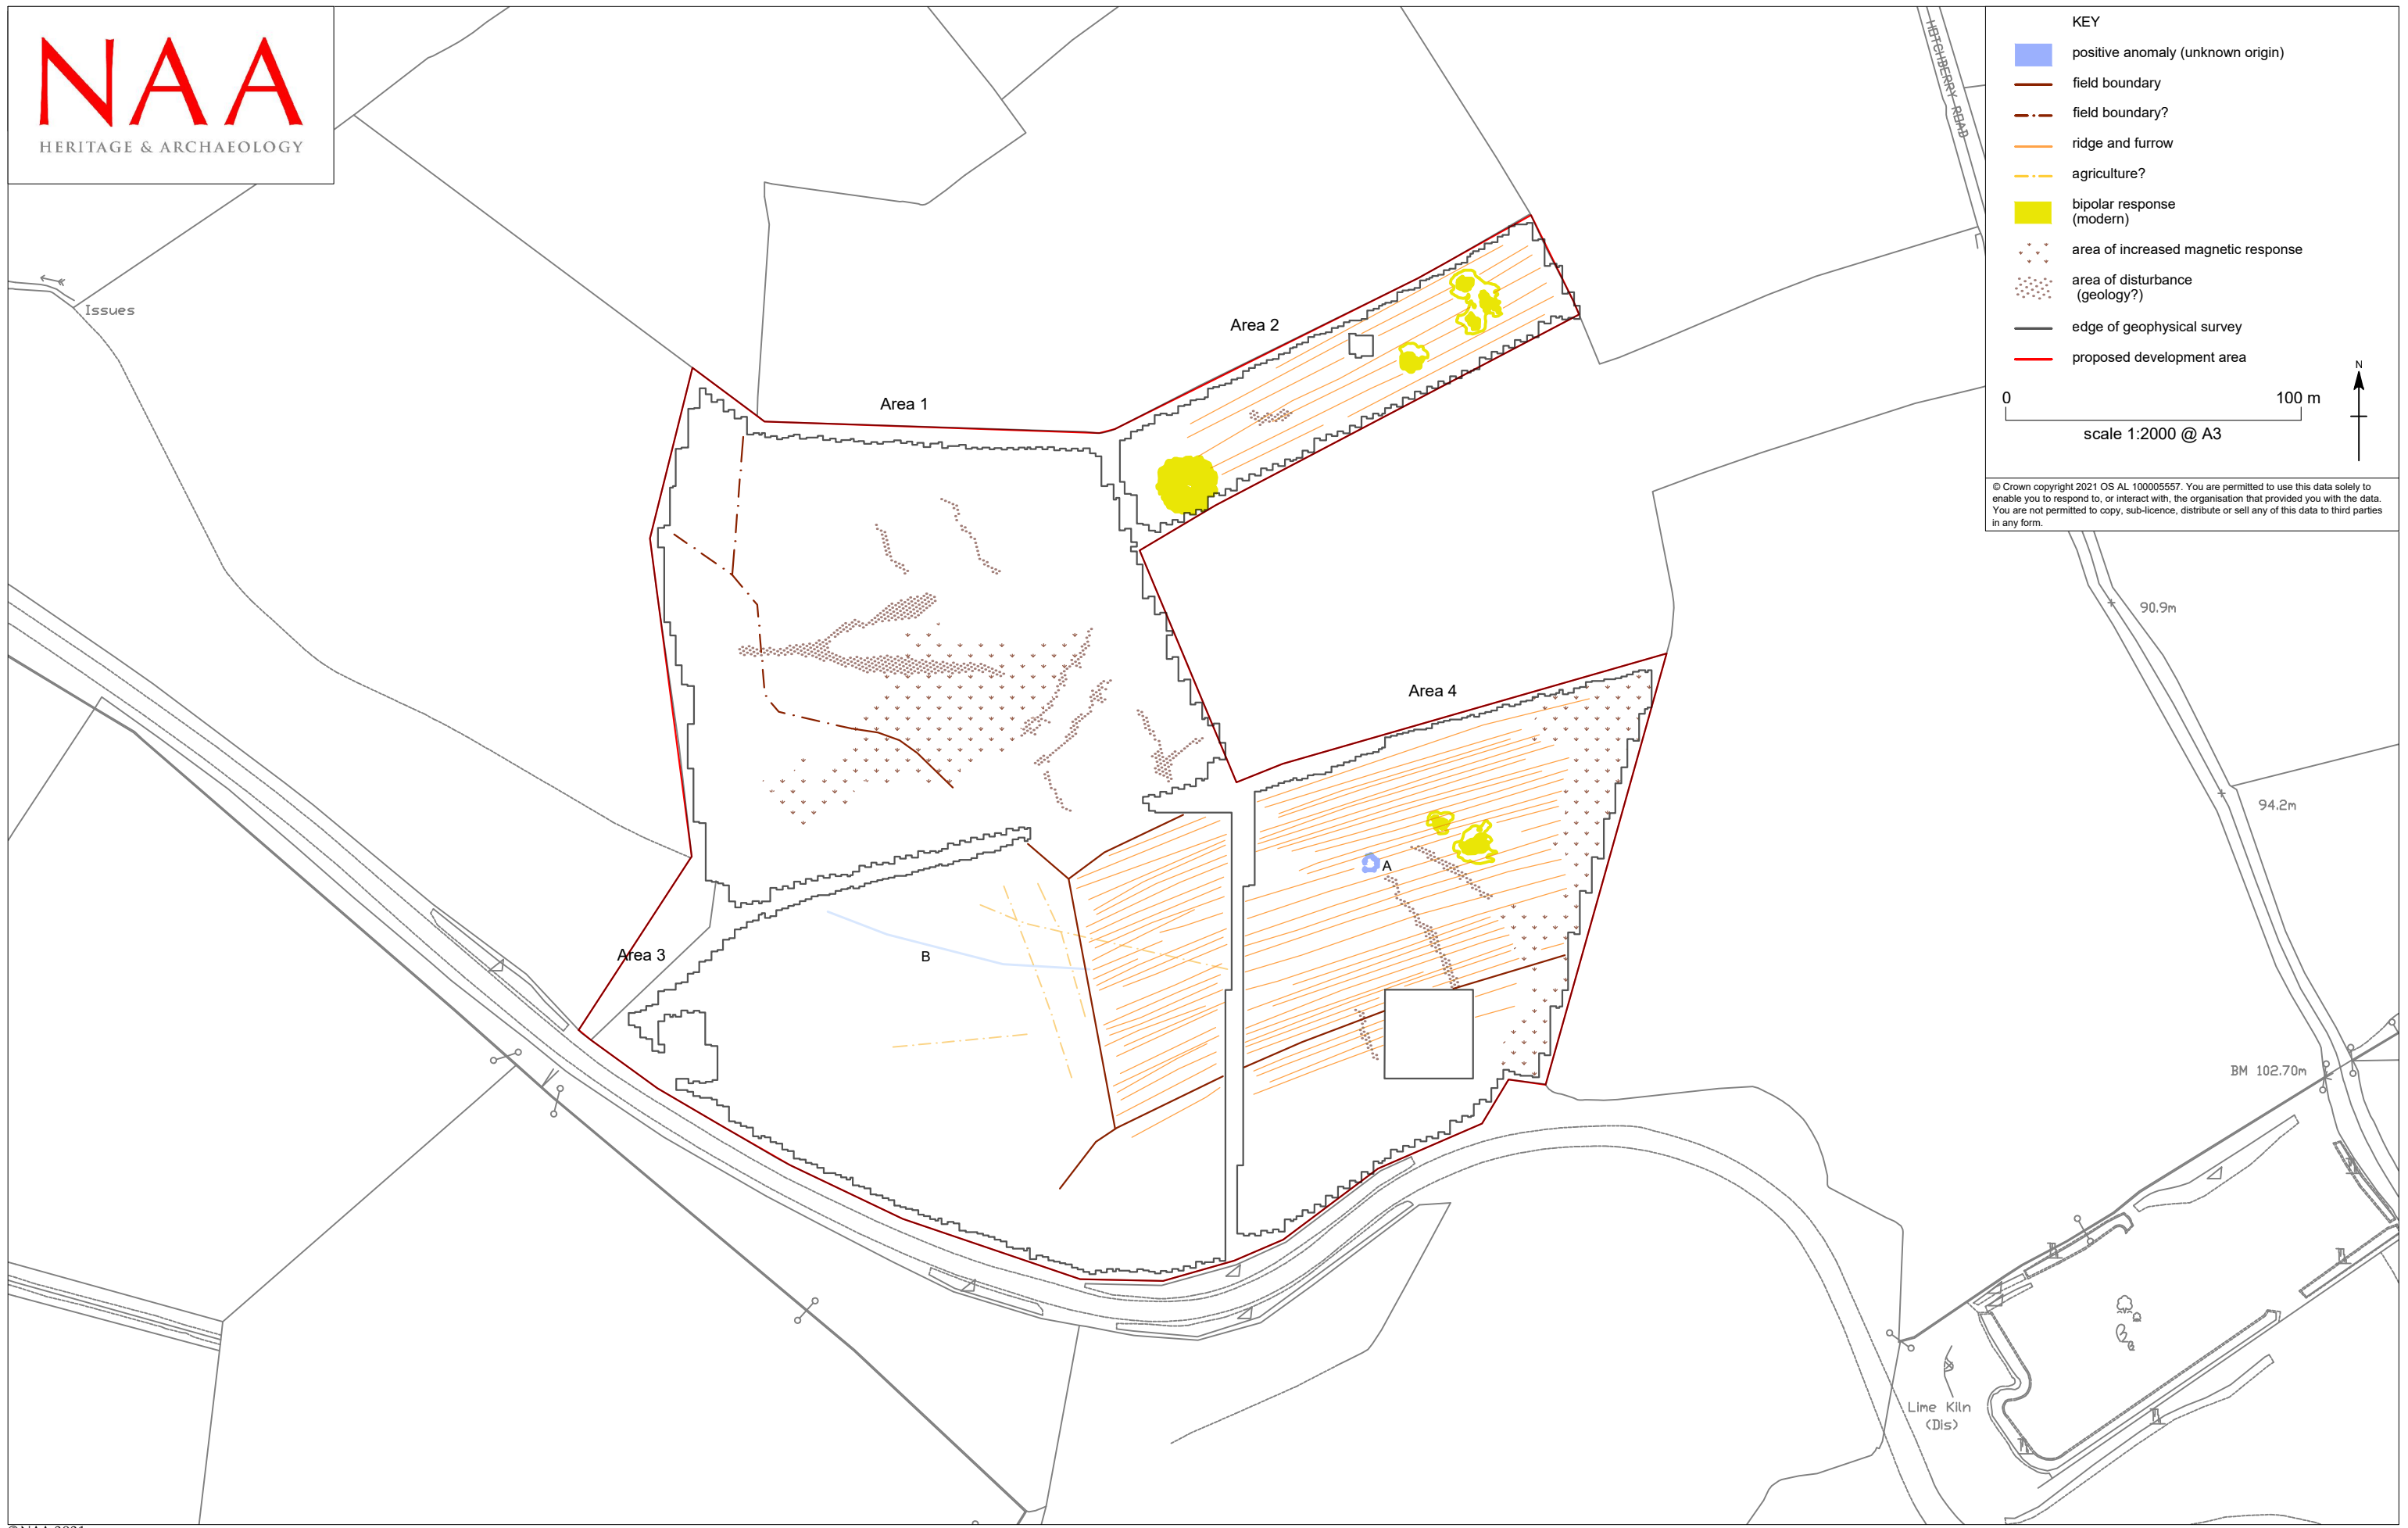 NAA
HERITAGE & ARCHAEOLOGY
HOTCHBERRY ROAD
KEY
positive anomaly (unknown origin)
field boundary
field boundary?
ridge and furrow
agriculture?
bipolar response
(modern)
area of increased magnetic response
area of disturbance
(geology?)
edge of geophysical survey
proposed development area
N
0
100 m
scale 1:2000 @ A3
© Crown copyright 2021 OS AL 100005557. You are permitted to use this data solely to
enable you to respond to, or interact with, the organisation that provided you with the data.
You are not permitted to copy, sub-licence, distribute or sell any of this data to third parties
in any form.
Issues
Area 2
Area 1
90.9m
Area 4
94.2m
A
Area 3
B
BM 102.70m
Lime Kiln
(Dis)